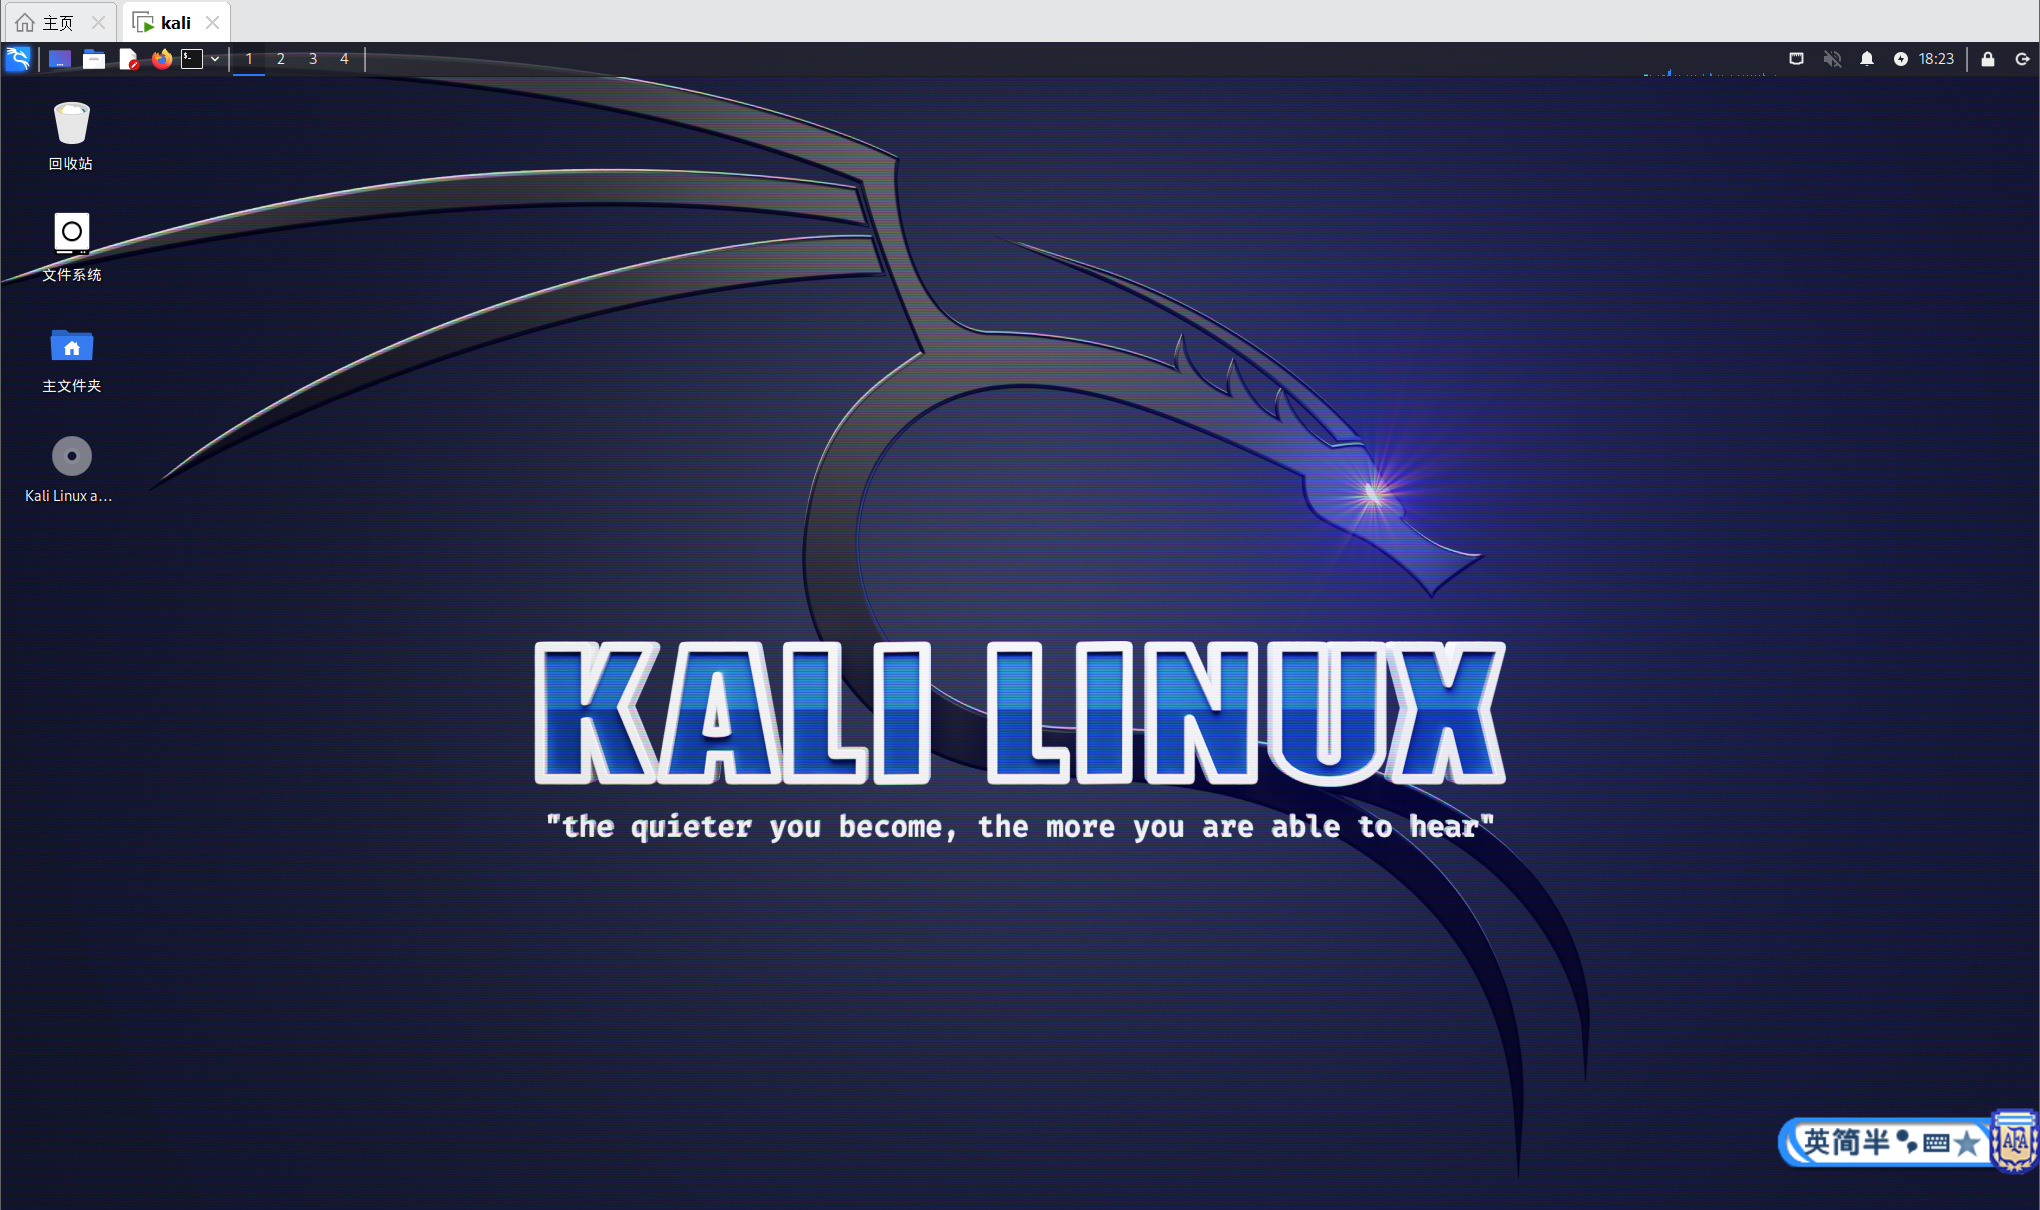 主页
kali
1 2 3 4
18:23
回收站
文件系统
主文件夹
Kali Linux a...
KALI LINUX
"the quieter you become, the more you are able to hear"
英简半
AFA